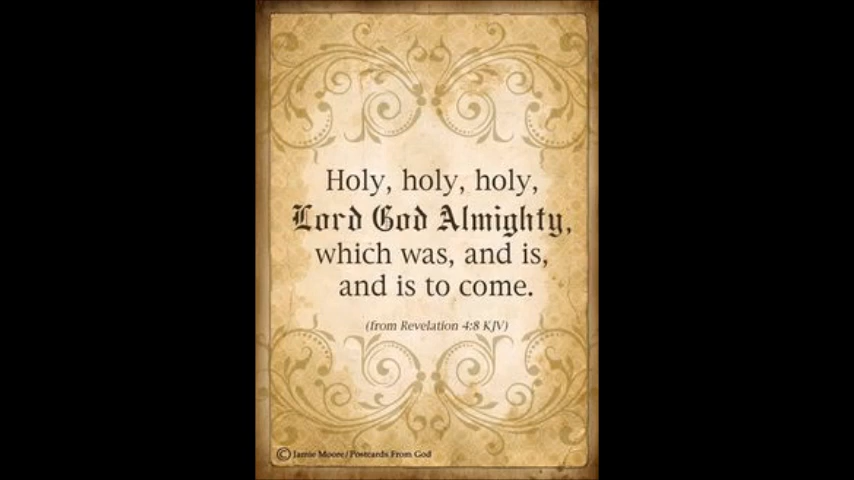 Holy, holy, holy,
Lord God Almighty,
which was, and is,
and is to come.
(from Revelation 4:8 KJV)
© Jamie Moore/Postcards From God